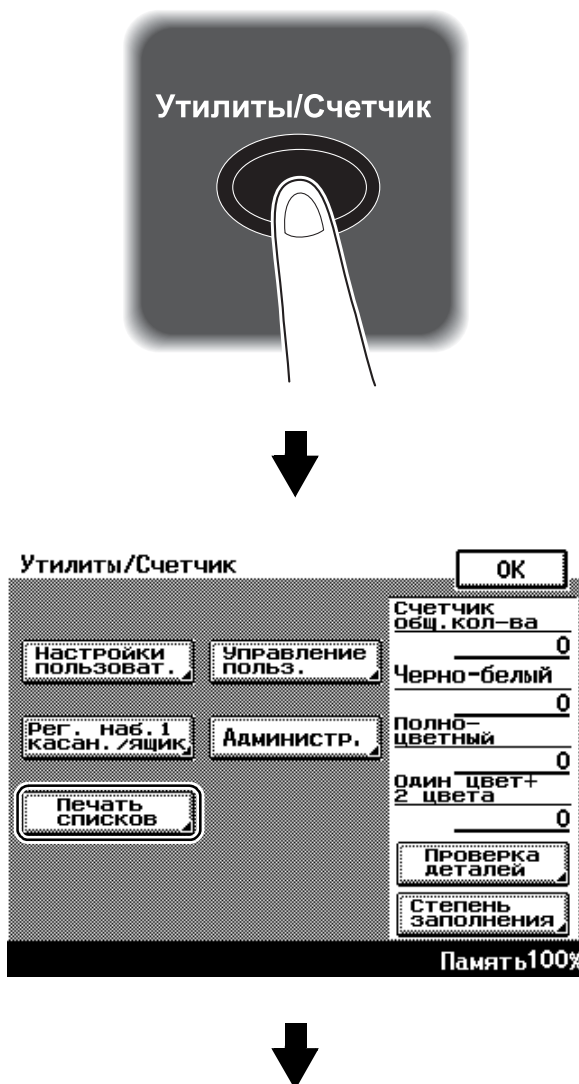 Утилиты/Счетчик
Утилиты/Счетчик
OK
Настройки
пользоват.
Управление
польз.
Рег. наб.1
касан./ящик
Администр.
Печать
списков
Счетчик
общ.кол-ва
0
Черно-белый
0
Полно-
цветный
0
Один цвет+
2 цвета
0
Проверка
деталей
Степень
заполнения
Память100%